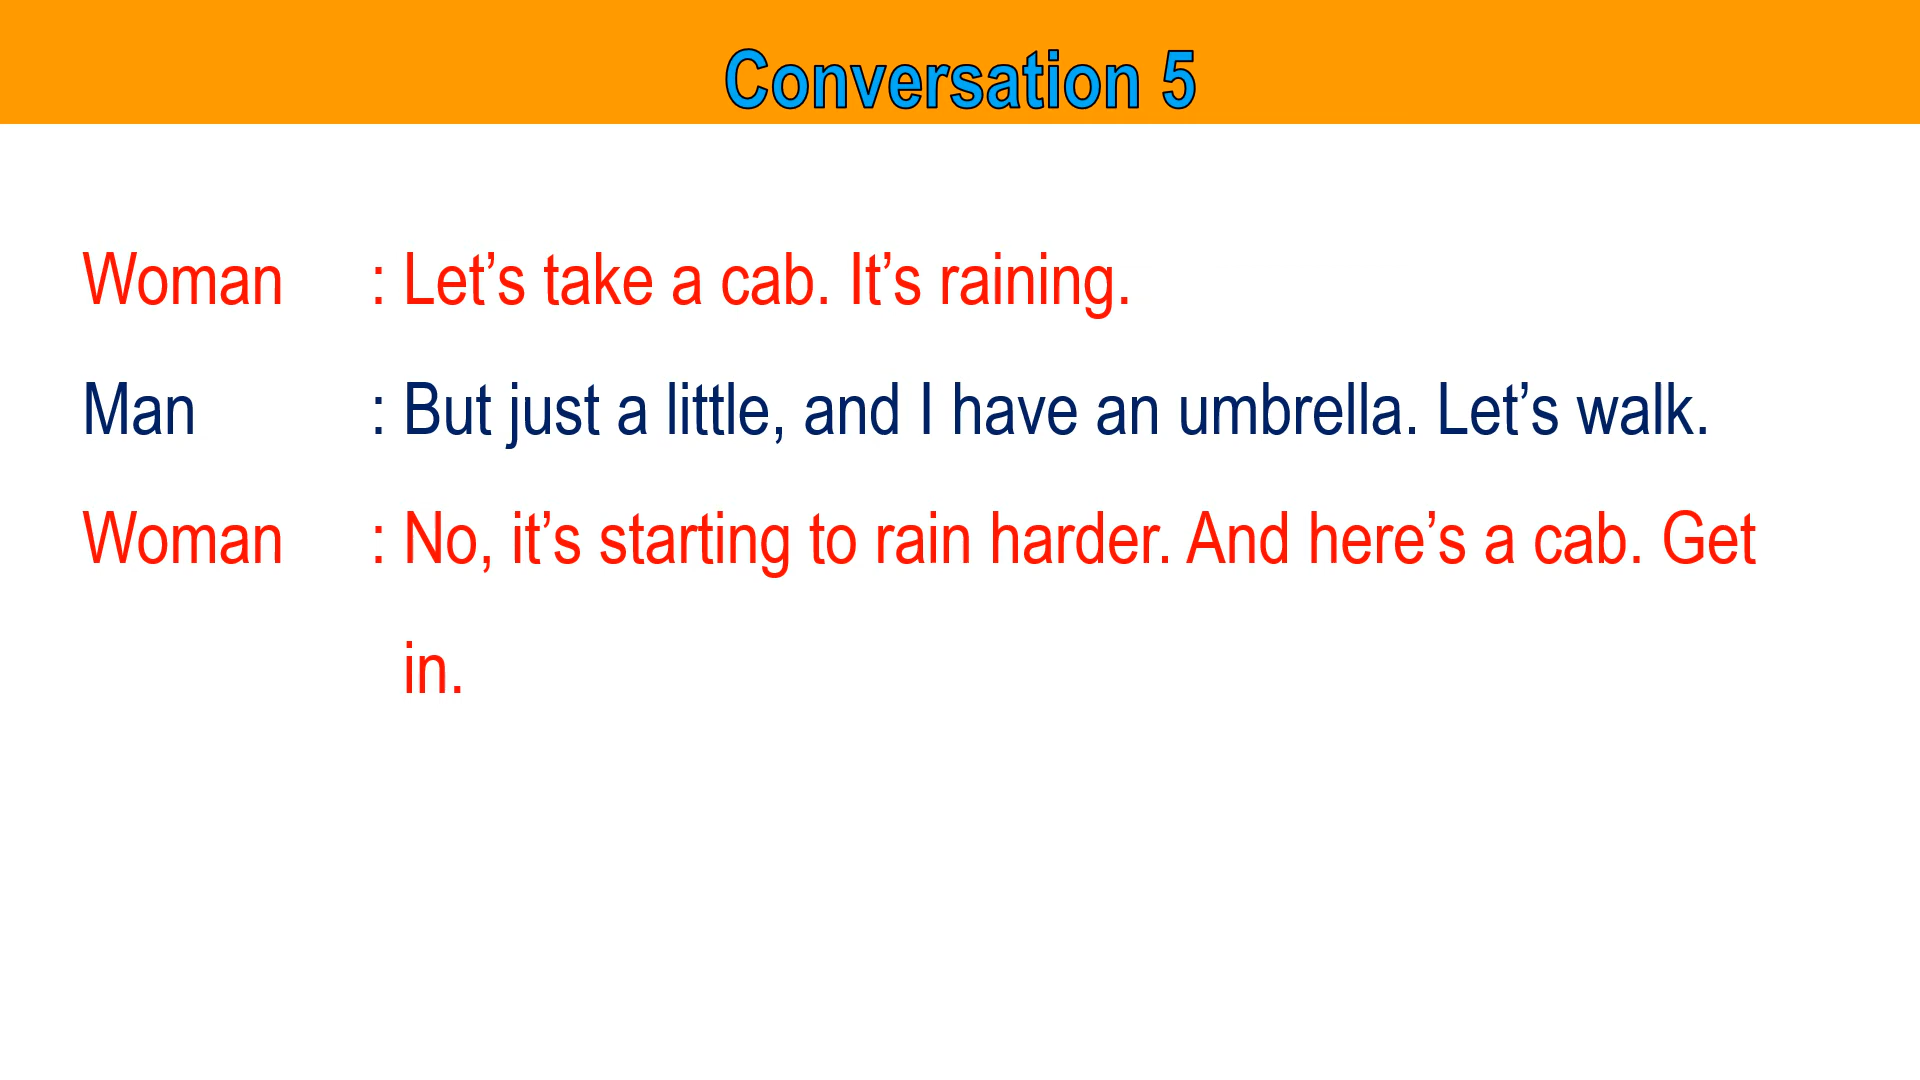 Conversation 5
Woman : Let’s take a cab. It’s raining.
Man : But just a little, and I have an umbrella. Let’s walk.
Woman : No, it’s starting to rain harder. And here’s a cab. Get
in.